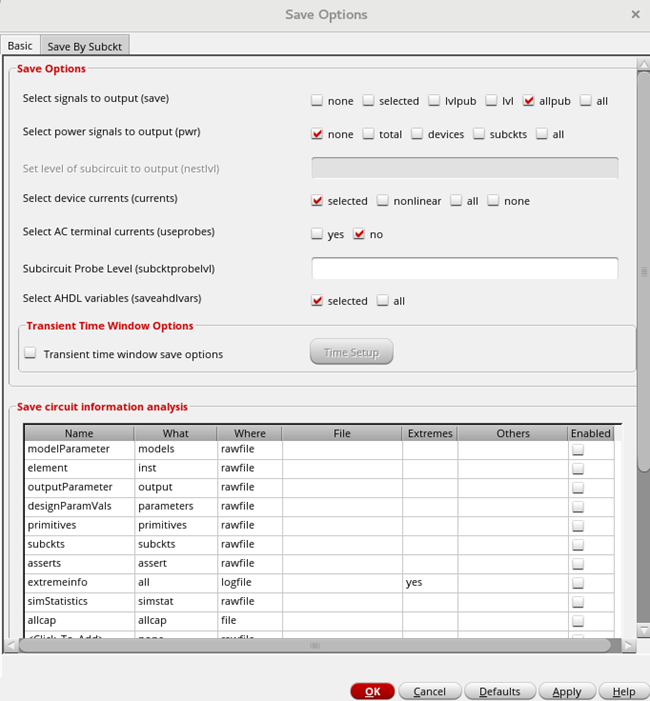 Save Options
Basic Save By Subckt
Save Options
Select signals to output (save) none selected lvlpub lvl allpub all
Select power signals to output (pwr) none total devices subckts all
Set level of subcircuit to output (nestlvl)
Select device currents (currents) selected nonlinear all none
Select AC terminal currents (useprobes) yes no
Subcircuit Probe Level (subcktprobelvl)
Select AHDL variables (saveahdlvars) selected all
Transient Time Window Options
Transient time window save options Time Setup
Save circuit information analysis
Name What Where File Extremes Others Enabled
modelParameter models rawfile
element inst rawfile
outputParameter output rawfile
designParamVals parameters rawfile
primitives primitives rawfile
subckts subckts rawfile
asserts assert rawfile
extremeinfo all logfile yes
simStatistics simstat rawfile
allcap allcap file
<Click To Add> none
OK Cancel Defaults Apply Help